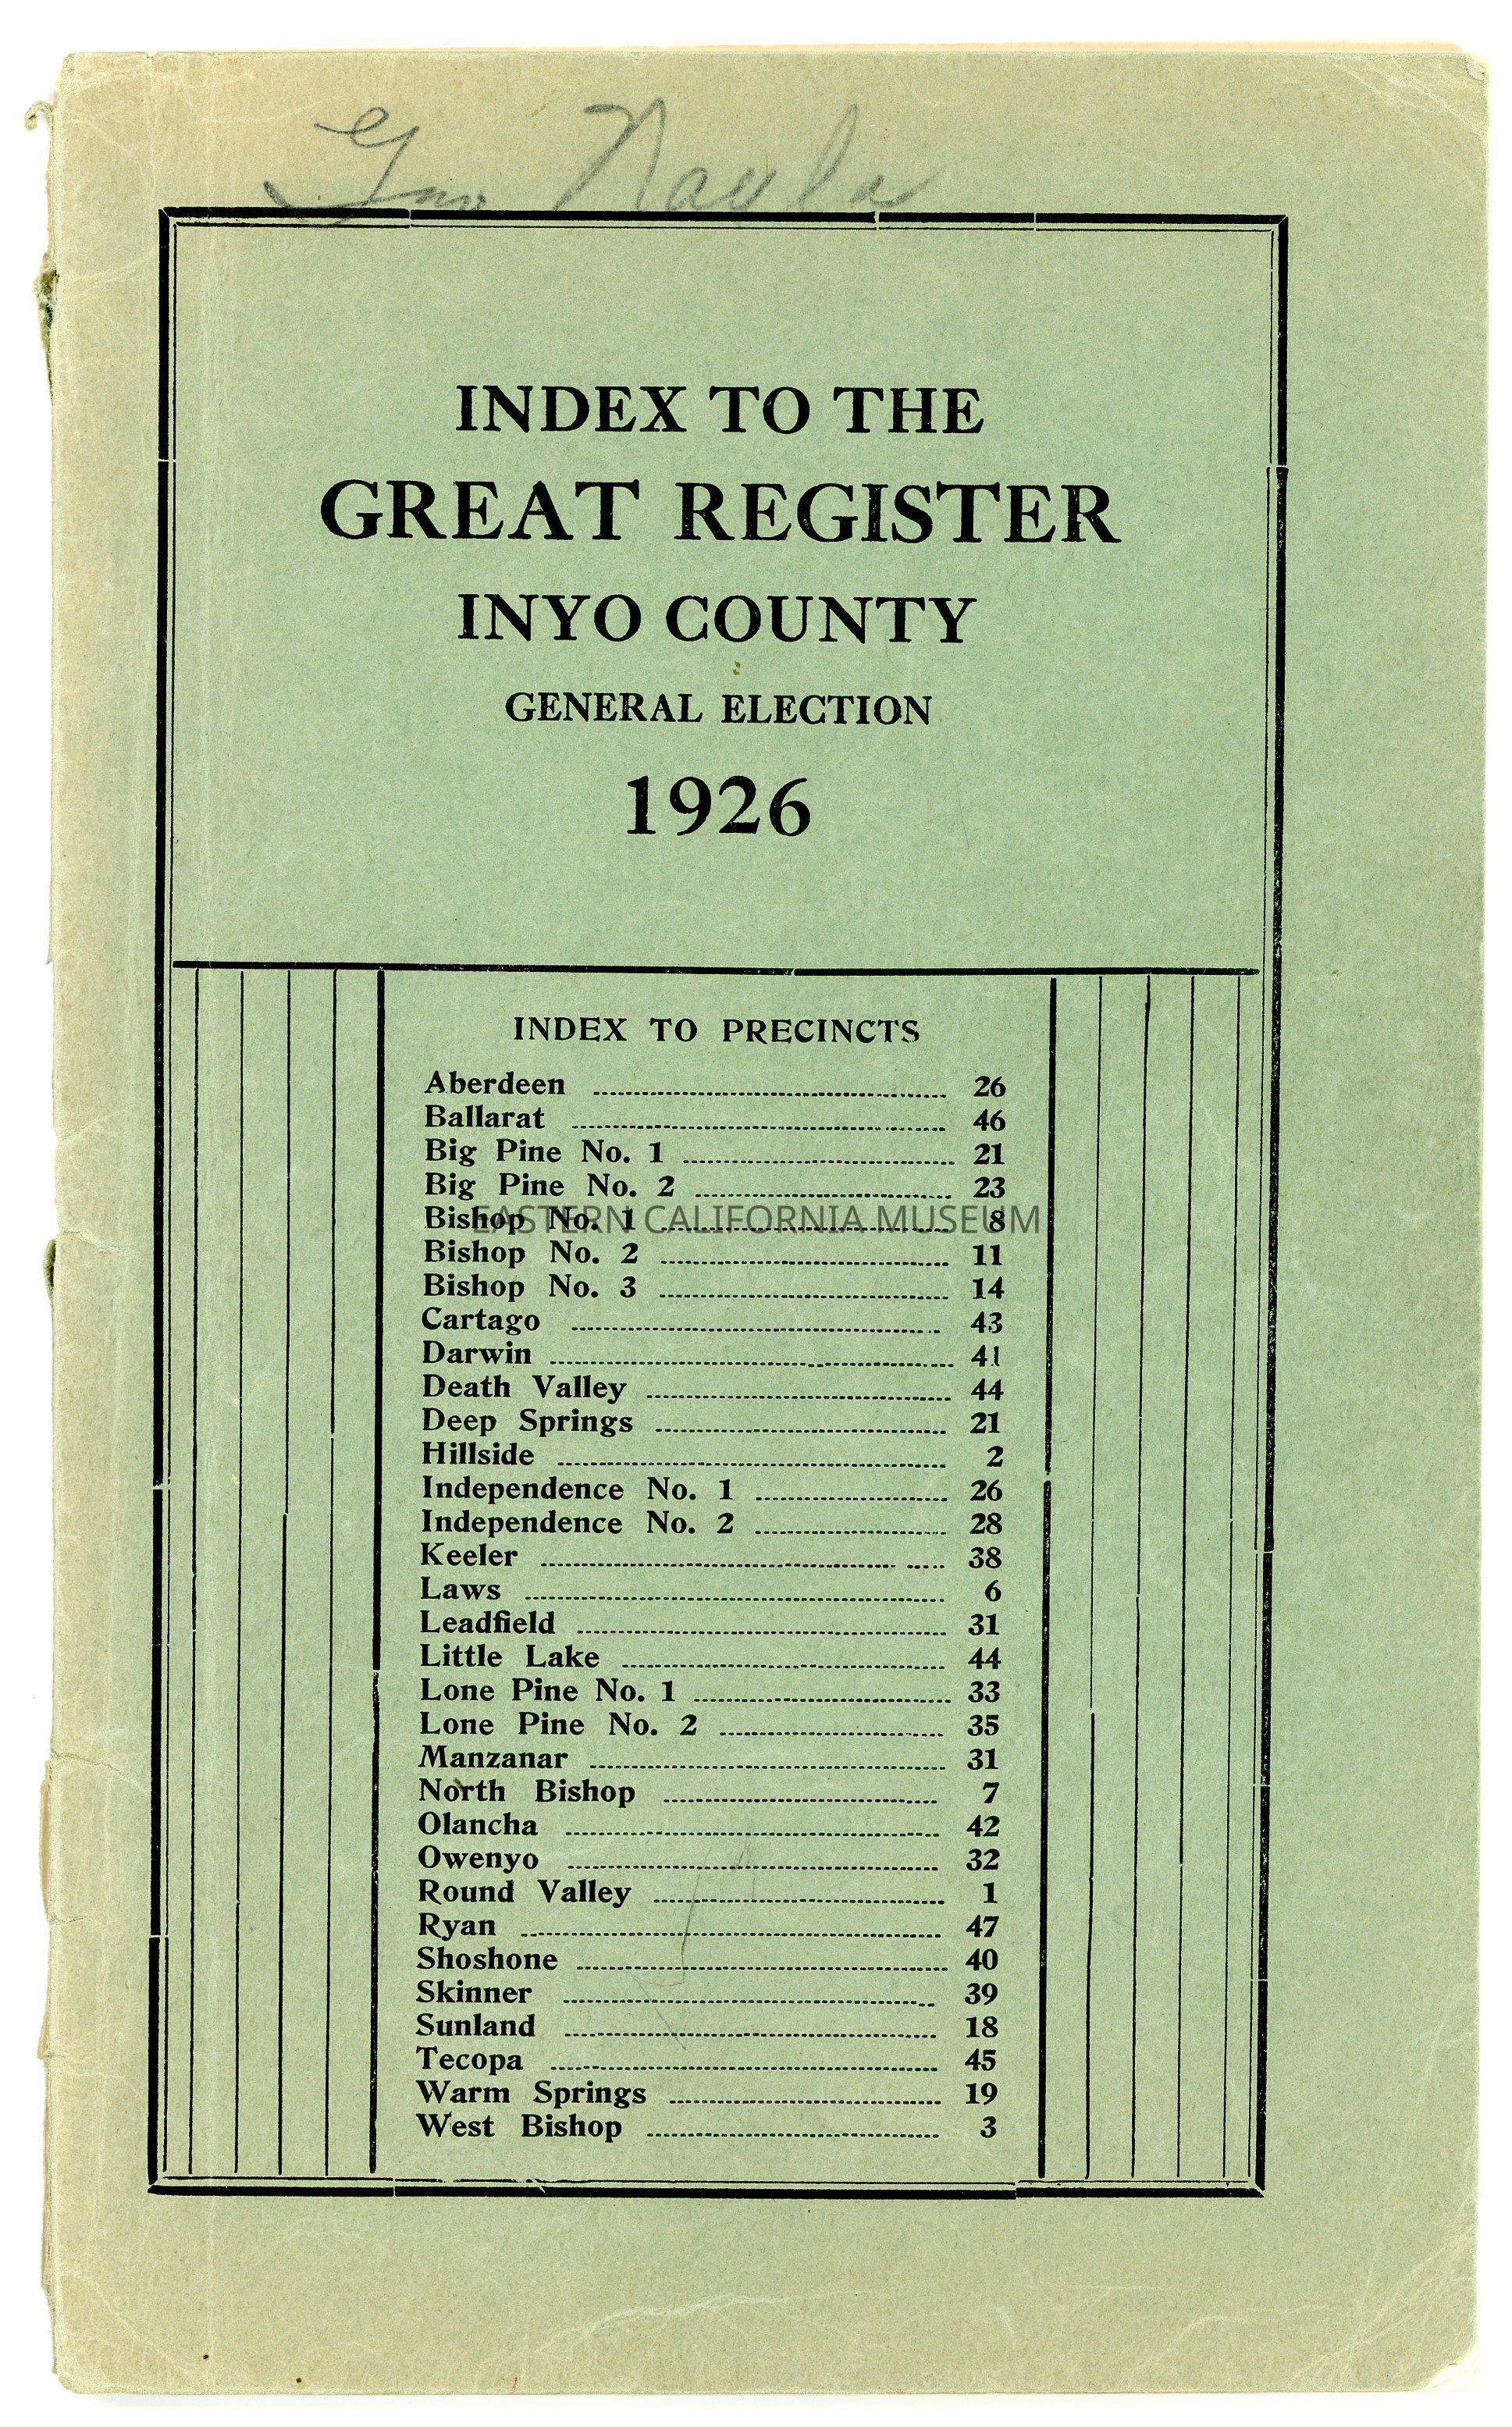 INDEX TO THE
GREAT REGISTER
INYO COUNTY
GENERAL ELECTION
1926
INDEX TO PRECINCTS
Aberdeen 26
Ballarat 46
Big Pine No. 1 21
Big Pine No. 2 23
Bishop No. 1 8
EASTERN CALIFORNIA MUSEUM
Bishop No. 2 11
Bishop No. 3 14
Cartago 43
Darwin 41
Death Valley 44
Deep Springs 21
Hillside 2
Independence No. 1 26
Independence No. 2 28
Keeler 38
Laws 6
Leadfield 31
Little Lake 44
Lone Pine No. 1 33
Lone Pine No. 2 35
Manzanar 31
North Bishop 7
Olancha 42
Owenyo 32
Round Valley 1
Ryan 47
Shoshone 40
Skinner 39
Sunland 18
Tecopa 45
Warm Springs 19
West Bishop 3